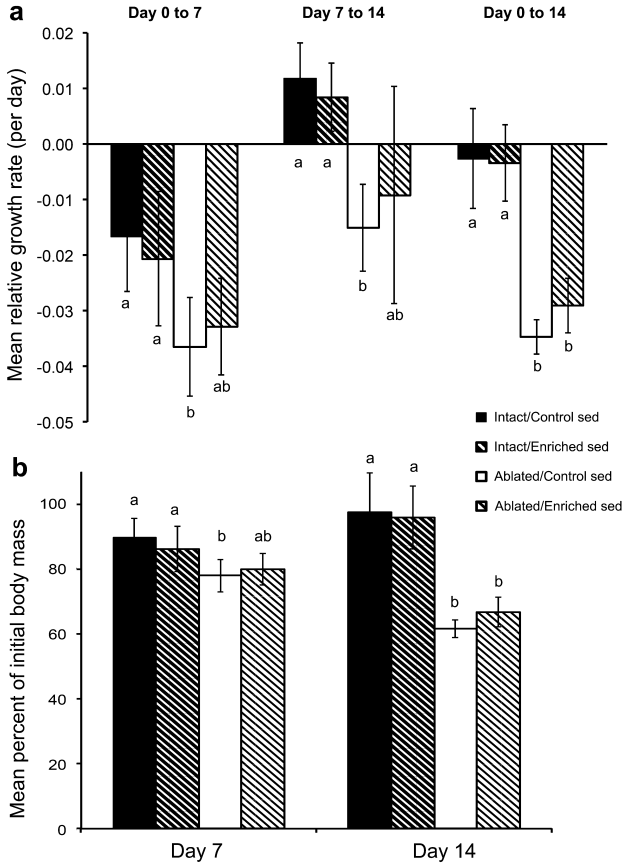 a
Day 0 to 7 Day 7 to 14 Day 0 to 14
Mean relative growth rate (per day)
0.02
0.01
0.00
-0.01
-0.02
-0.03
-0.04
-0.05
a a b ab
a a b ab
a a b b
Intact/Control sed
Intact/Enriched sed
Ablated/Control sed
Ablated/Enriched sed
b
Mean percent of initial body mass
100
80
60
40
20
0
a a b ab
a a b b
Day 7 Day 14